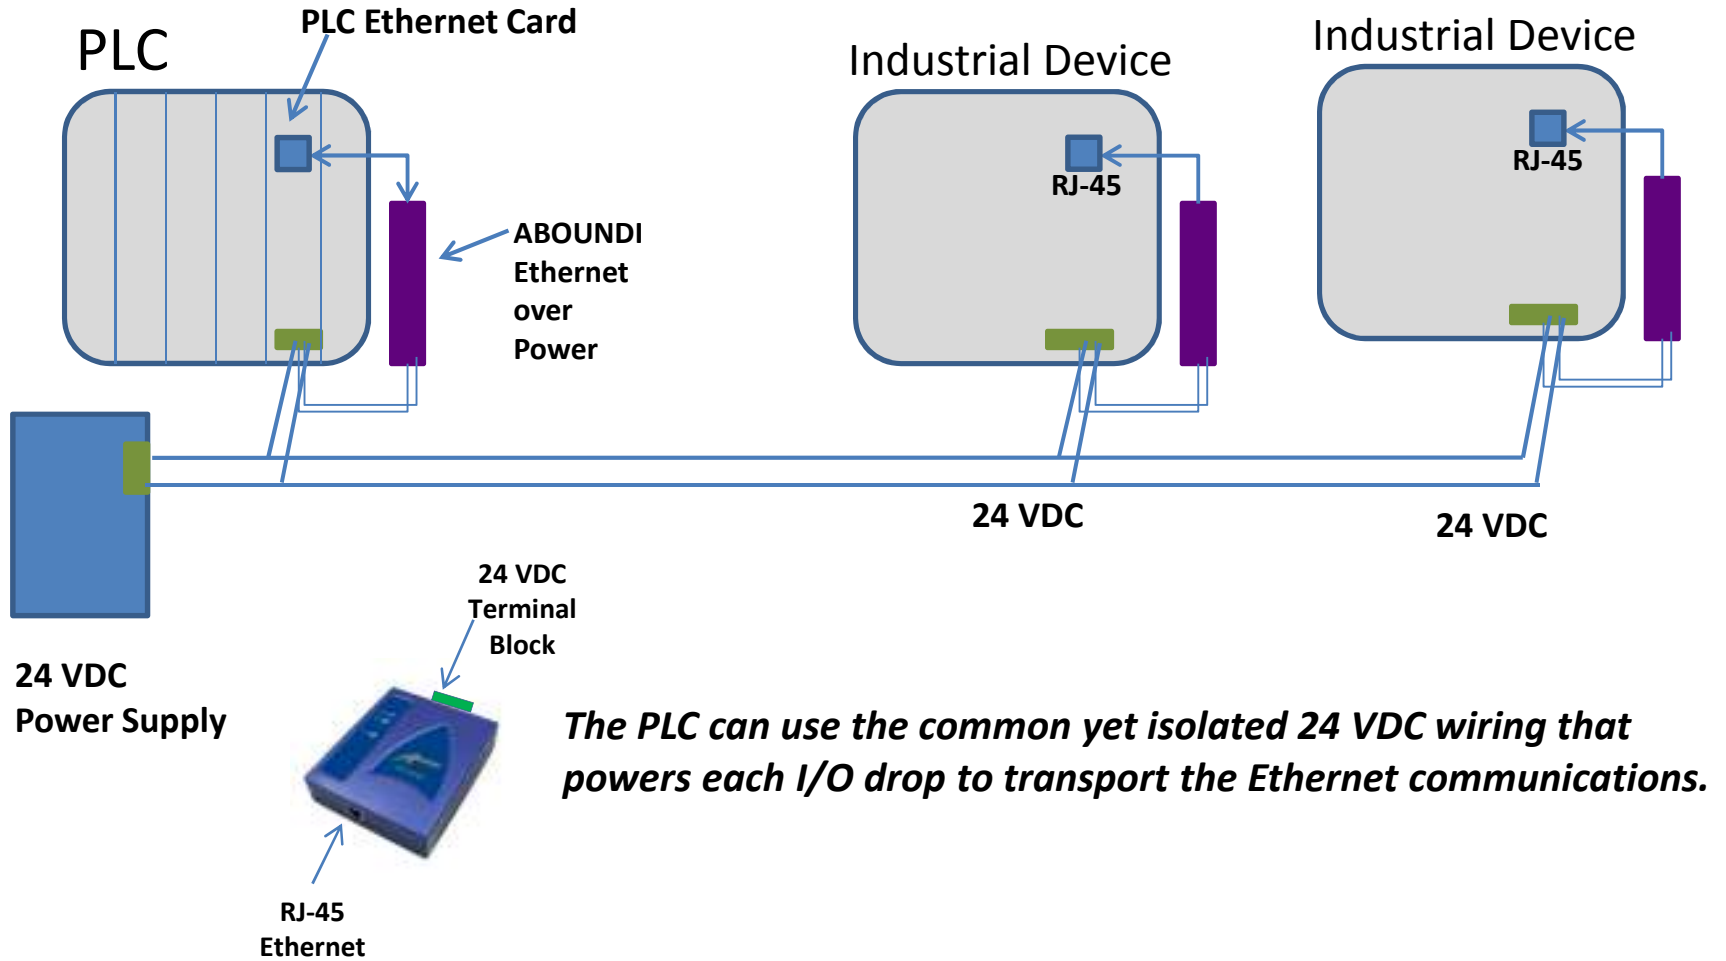 PLC Ethernet Card
PLC
Industrial Device
Industrial Device
RJ-45
RJ-45
ABOUNDI
Ethernet
over
Power
24 VDC
24 VDC
24 VDC
Terminal
Block
24 VDC
Power Supply
The PLC can use the common yet isolated 24 VDC wiring that
powers each I/O drop to transport the Ethernet communications.
RJ-45
Ethernet